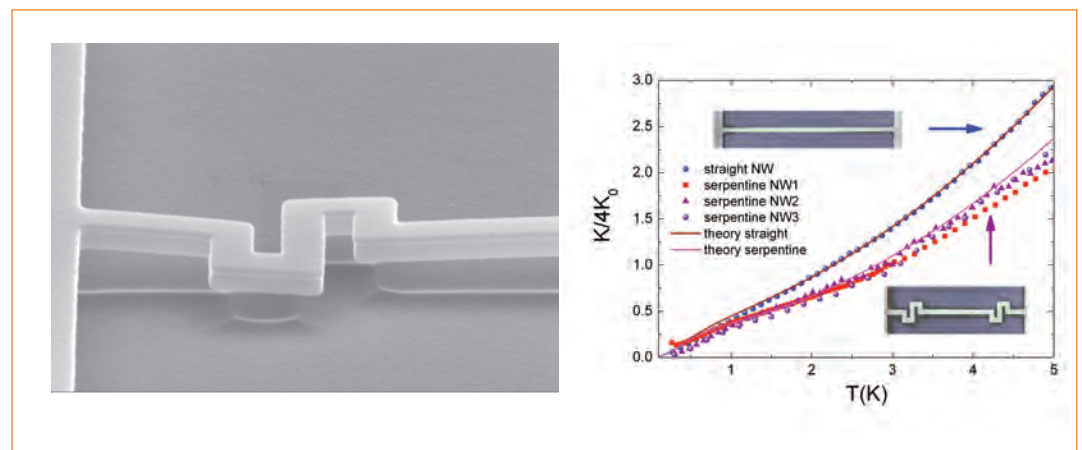 3.0
2.5
2.0
1.5
1.0
0.5
0.0
K/4K₀
straight NW
serpentine NW1
serpentine NW2
serpentine NW3
theory straight
theory serpentine
1 2 3 4 5
T(K)